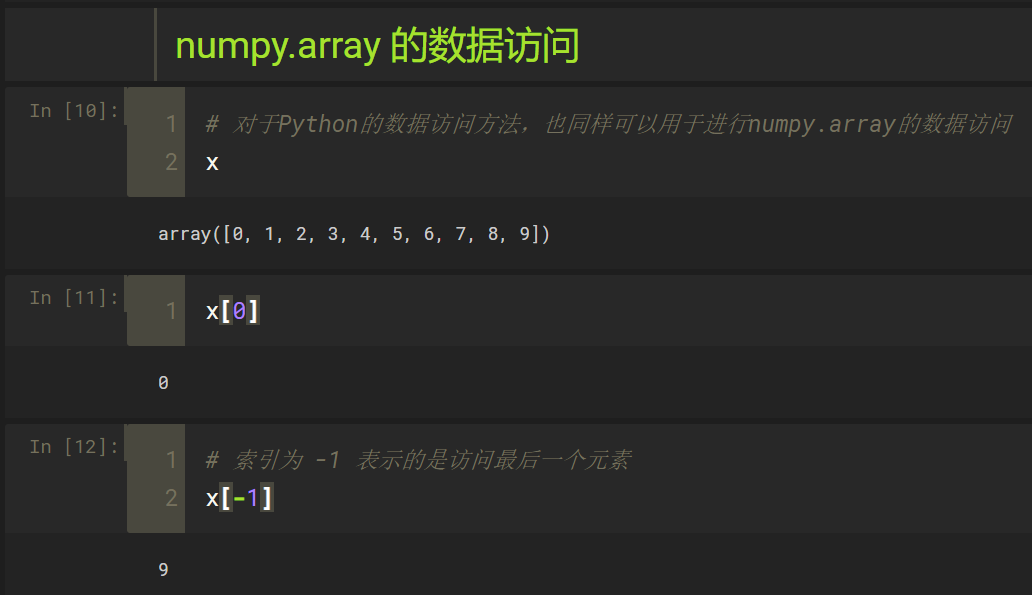 numpy.array 的数据访问
In [10]:
1 # 对于Python的数据访问方法，也同样可以用于进行numpy.array的数据访问
2 x
array([0, 1, 2, 3, 4, 5, 6, 7, 8, 9])
In [11]:
1 x[0]
0
In [12]:
1 # 索引为 -1 表示的是访问最后一个元素
2 x[-1]
9